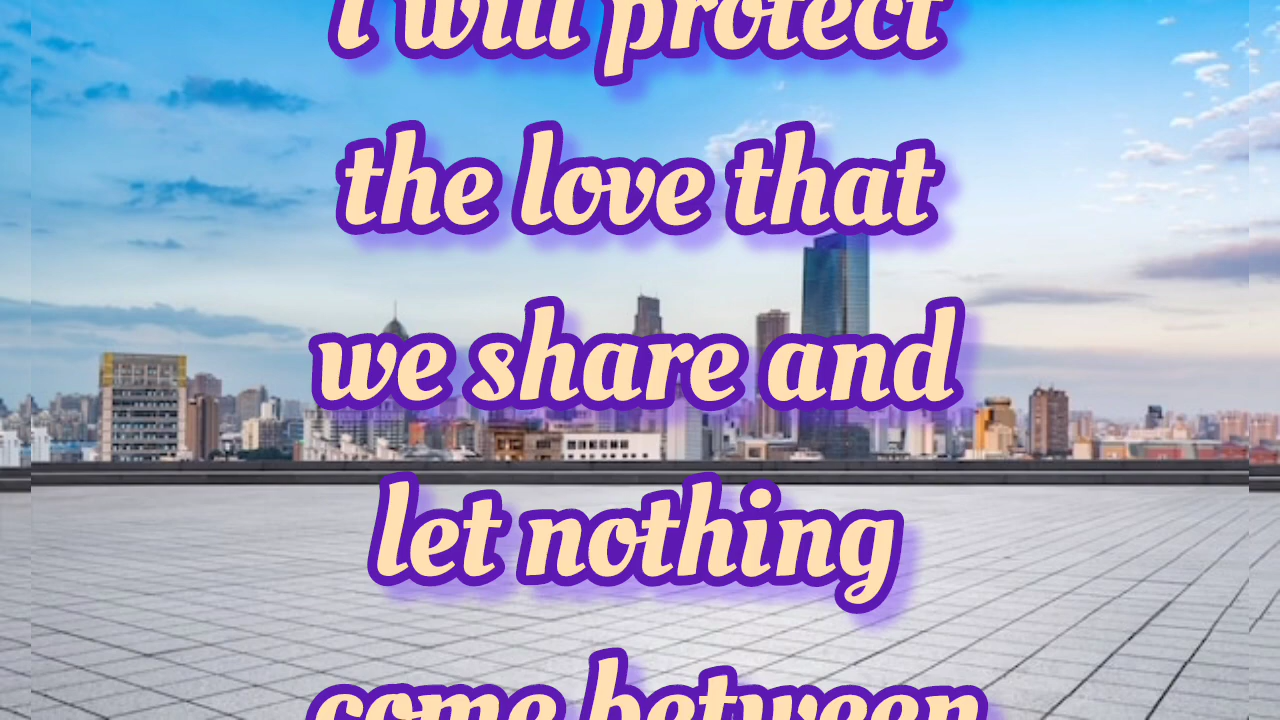 I will protect
the love that
we share and
let nothing
come between